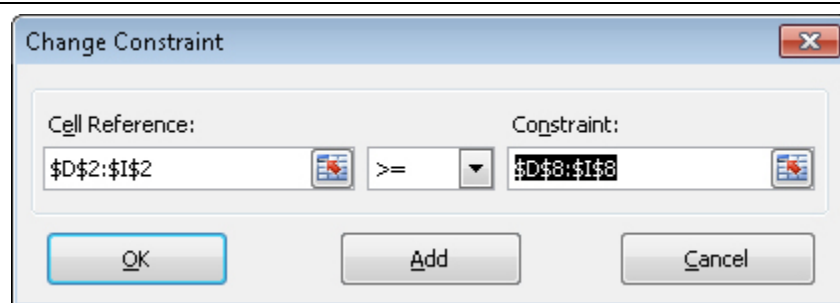 Change Constraint
Cell Reference: Constraint:
$D$2:$I$2 >= $D$8:$I$8
OK Add Cancel